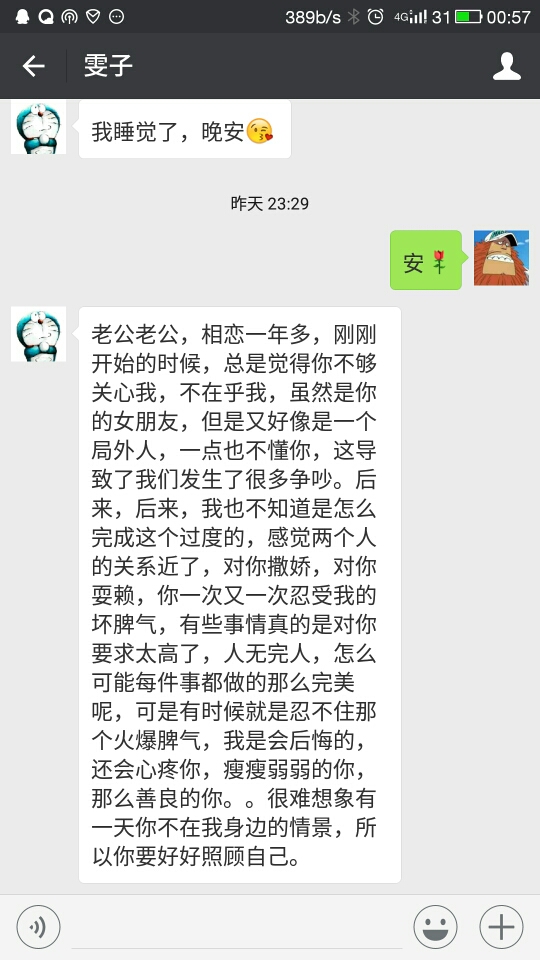 389b/s 4G 31 00:57
雯子
我睡觉了，晚安
昨天 23:29
安
老公老公，相恋一年多，刚刚
开始的时候，总是觉得你不够
关心我，不在乎我，虽然是你
的女朋友，但是又好像是一个
局外人，一点也不懂你，这导
致了我们发生了很多争吵。后
来，后来，我也不知道是怎么
完成这个过度的，感觉两个人
的关系近了，对你撒娇，对你
耍赖，你一次又一次忍受我的
坏脾气，有些事情真的是对你
要求太高了，人无完人，怎么
可能每件事都做的那么完美
呢，可是有时候就是忍不住那
个火爆脾气，我是会后悔的，
还会心疼你，瘦瘦弱弱的你，
那么善良的你。。很难想象有
一天你不在我身边的情景，所
以你要好好照顾自己。